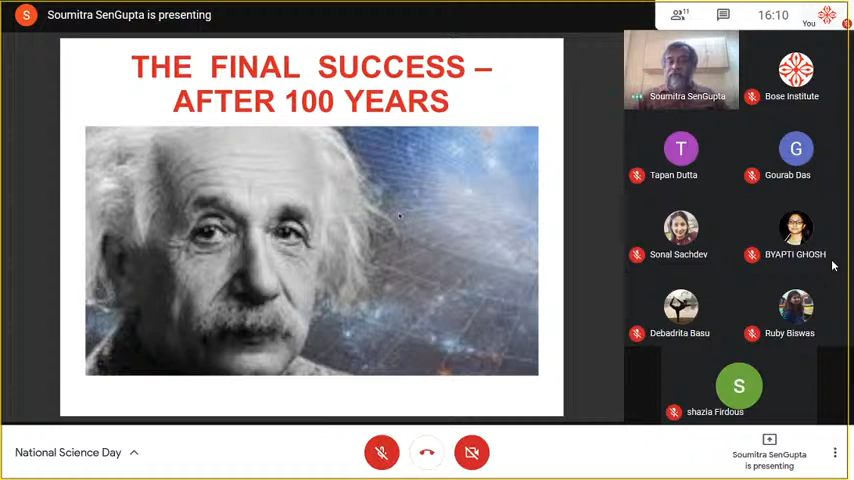 S
Soumitra SenGupta is presenting
11
16:10
You
THE FINAL SUCCESS –
AFTER 100 YEARS
Soumitra SenGupta
Bose Institute
T
G
Tapan Dutta
Gourab Das
Sonal Sachdev
BYAPTI GHOSH
Debadrita Basu
Ruby Biswas
S
shazia Firdous
National Science Day
Soumitra SenGupta
is presenting